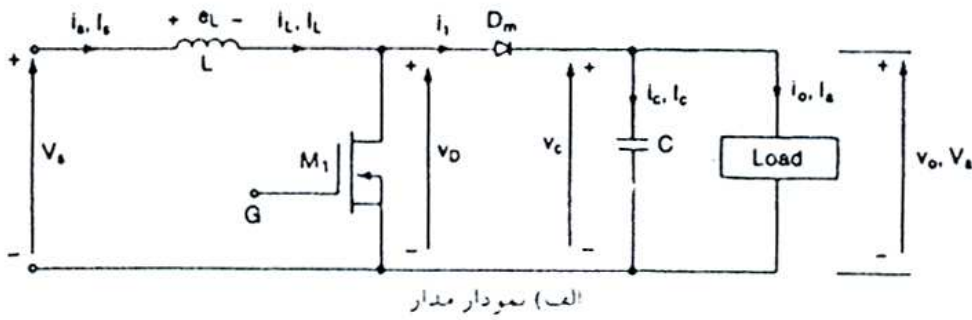 + eL -
is, Is
iL, IL
i1
Dm
L
+
Vs
-
M1
G
+
vD
-
+
vc
-
ic, Ic
C
io, Ia
Load
+
vo, Va
-
الف) نمودار مدار